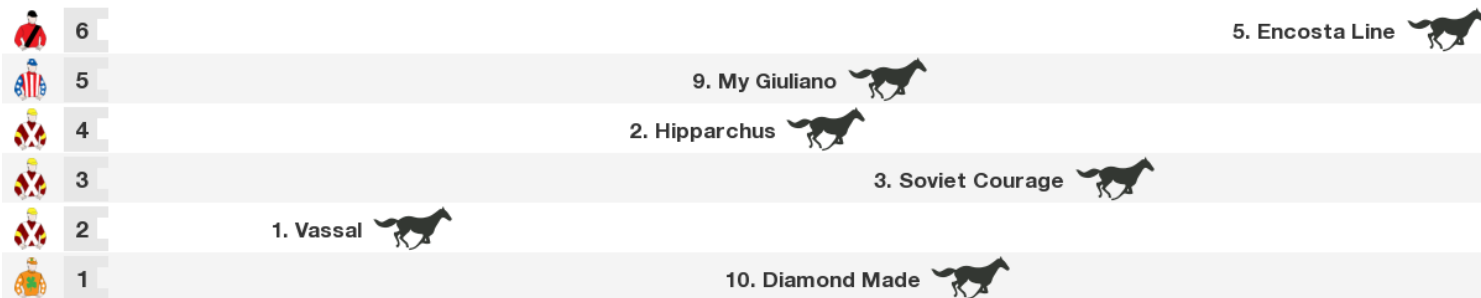 6 5. Encosta Line
5 9. My Giuliano
4 2. Hipparchus
3 3. Soviet Courage
2 1. Vassal
1 10. Diamond Made